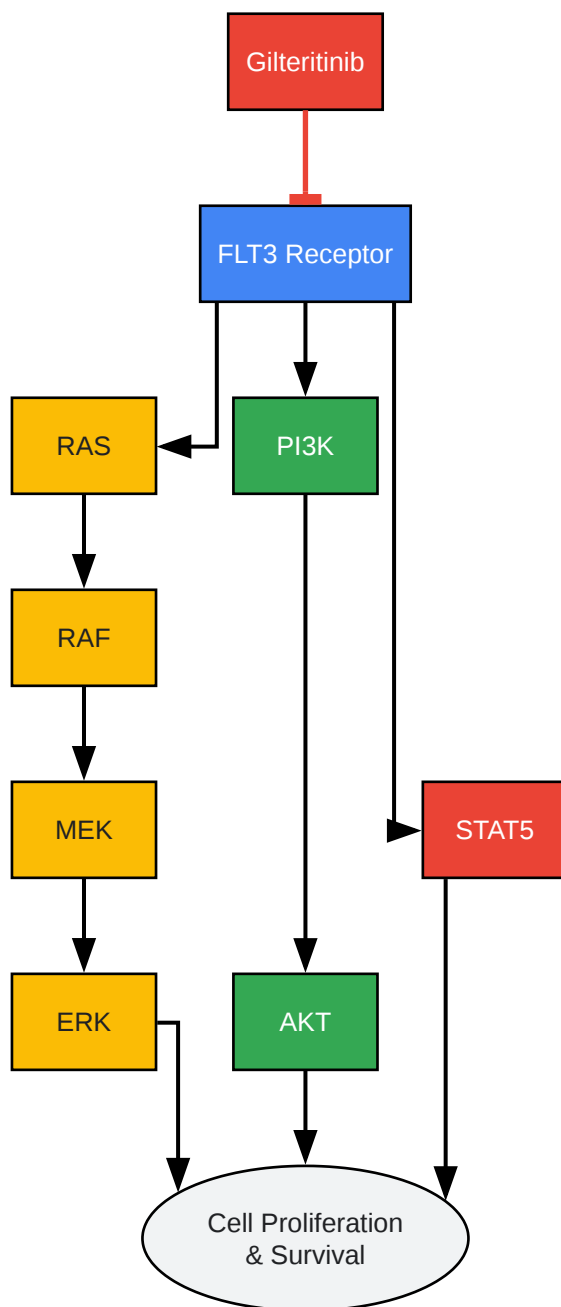 Gilteritinib
FLT3 Receptor
RAS
PI3K
RAF
MEK
STAT5
ERK
AKT
Cell Proliferation
& Survival